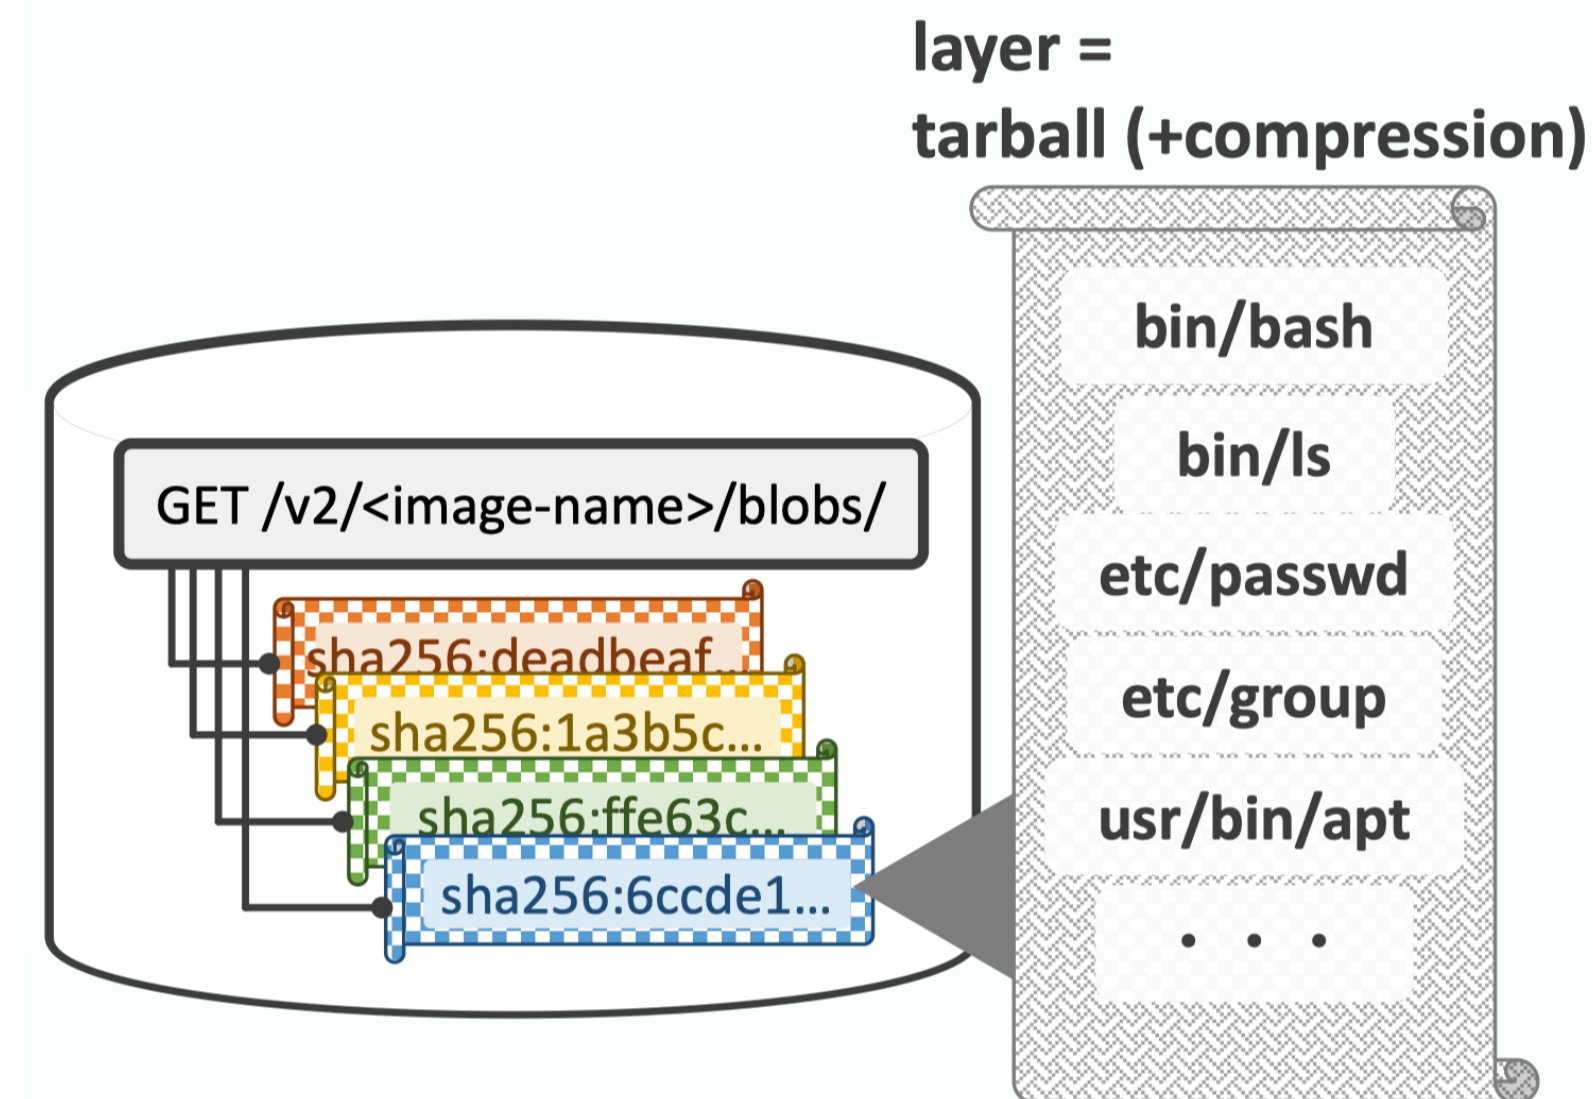 layer =
tarball (+compression)
bin/bash
bin/ls
etc/passwd
etc/group
usr/bin/apt
. . .
GET /v2/<image-name>/blobs/
sha256:deadbeaf...
sha256:1a3b5c...
sha256:ffe63c...
sha256:6ccde1...